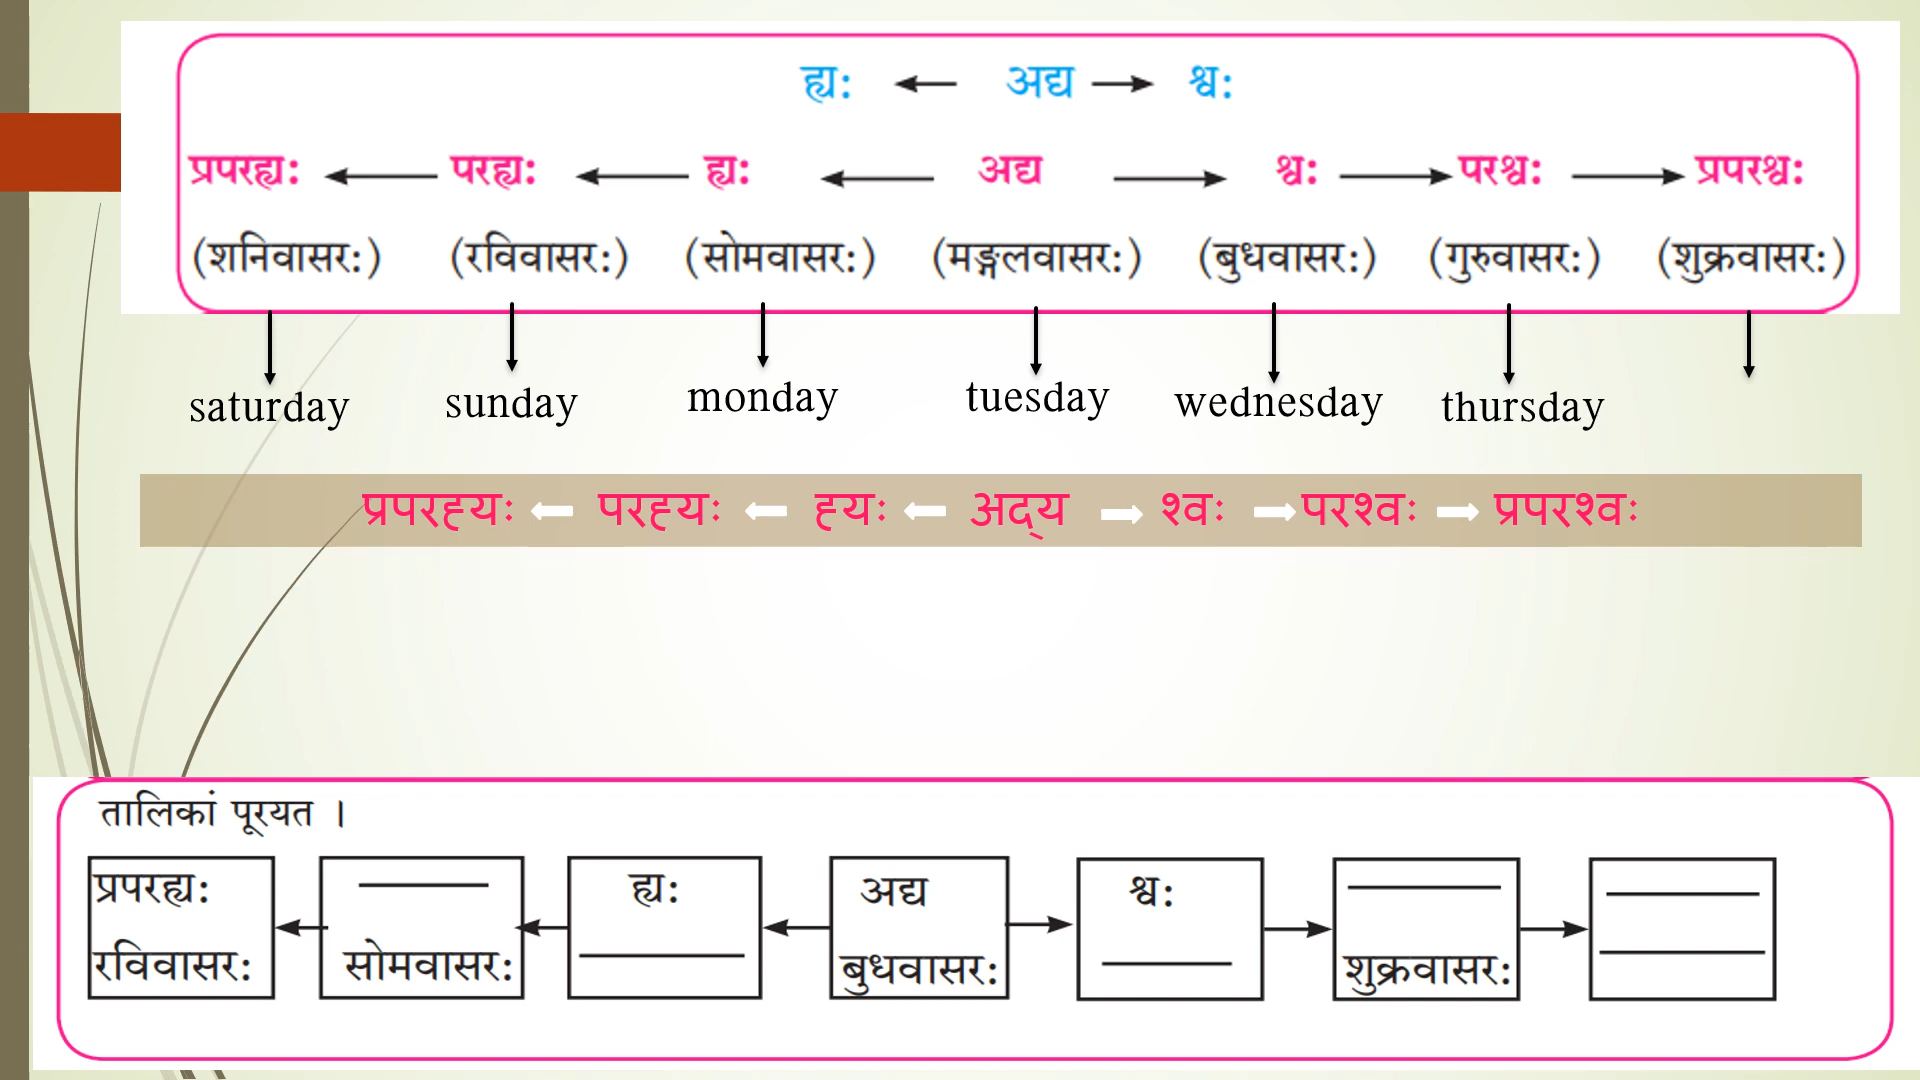 ह्यः ← अद्य → श्वः
प्रपरह्यः ← परह्यः ← ह्यः ← अद्य → श्वः → परश्वः → प्रपरश्वः
(शनिवासरः) (रविवासरः) (सोमवासरः) (मङ्गलवासरः) (बुधवासरः) (गुरुवासरः) (शुक्रवासरः)
saturday sunday monday tuesday wednesday thursday
प्रपरह्यः ← परह्यः ← ह्यः ← अद्य → श्वः → परश्वः → प्रपरश्वः
तालिकां पूरयत ।
प्रपरह्यः ह्यः अद्य श्वः
रविवासरः सोमवासरः बुधवासरः शुक्रवासरः